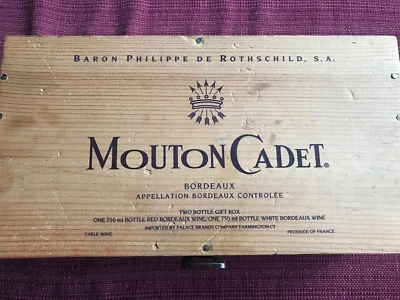 BARON PHILIPPE DE ROTHSCHILD, S.A.
MOUTON CADET®
BORDEAUX
APPELLATION BORDEAUX CONTROLÉE
TWO BOTTLE GIFT BOX
ONE 750 ml BOTTLE RED BORDEAUX WINE/ONE 750 ml BOTTLE WHITE BORDEAUX WINE
IMPORTED BY PALACE BRANDS COMPANY FARMINGTON, CT
TABLE WINE PRODUCE OF FRANCE